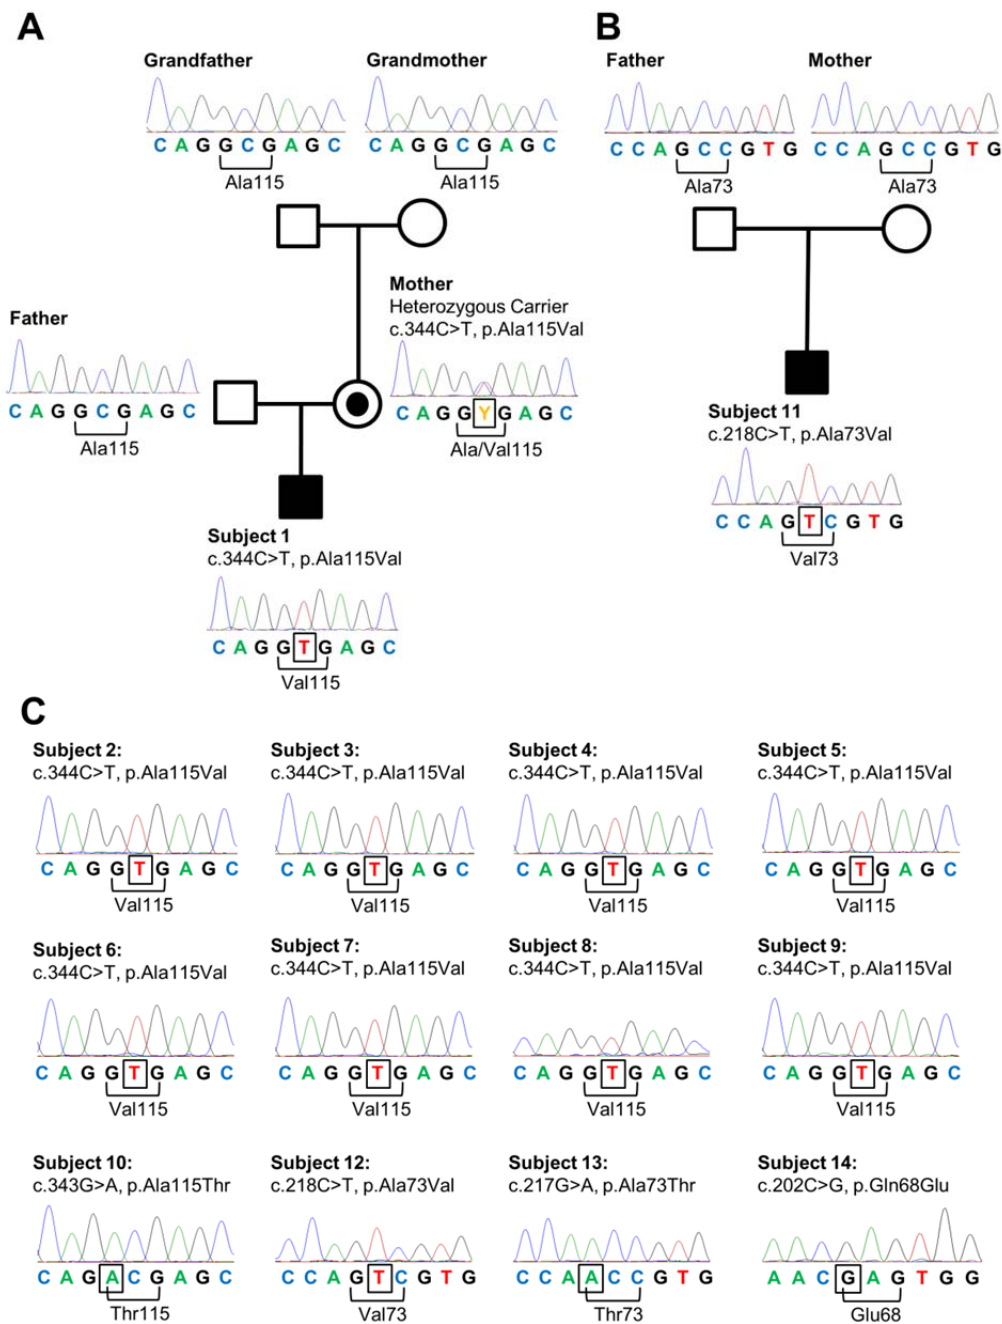 A
B
Grandfather
Grandmother
Father
Mother
C A G G C G A G C
C A G G C G A G C
C C A G C C G T G
C C A G C C G T G
Ala115
Ala115
Ala73
Ala73
Mother
Heterozygous Carrier
c.344C>T, p.Ala115Val
Father
C A G G C G A G C
C A G G Y G A G C
Ala115
Ala/Val115
Subject 11
c.218C>T, p.Ala73Val
C C A G T C G T G
Val73
Subject 1
c.344C>T, p.Ala115Val
C A G G T G A G C
Val115
C
Subject 2:
Subject 3:
Subject 4:
Subject 5:
c.344C>T, p.Ala115Val
c.344C>T, p.Ala115Val
c.344C>T, p.Ala115Val
c.344C>T, p.Ala115Val
C A G G T G A G C
C A G G T G A G C
C A G G T G A G C
C A G G T G A G C
Val115
Val115
Val115
Val115
Subject 6:
Subject 7:
Subject 8:
Subject 9:
c.344C>T, p.Ala115Val
c.344C>T, p.Ala115Val
c.344C>T, p.Ala115Val
c.344C>T, p.Ala115Val
C A G G T G A G C
C A G G T G A G C
C A G G T G A G C
C A G G T G A G C
Val115
Val115
Val115
Val115
Subject 10:
Subject 12:
Subject 13:
Subject 14:
c.343G>A, p.Ala115Thr
c.218C>T, p.Ala73Val
c.217G>A, p.Ala73Thr
c.202C>G, p.Gln68Glu
C A G A C G A G C
C C A G T C G T G
C C A A C C G T G
A A C G A G T G G
Thr115
Val73
Thr73
Glu68